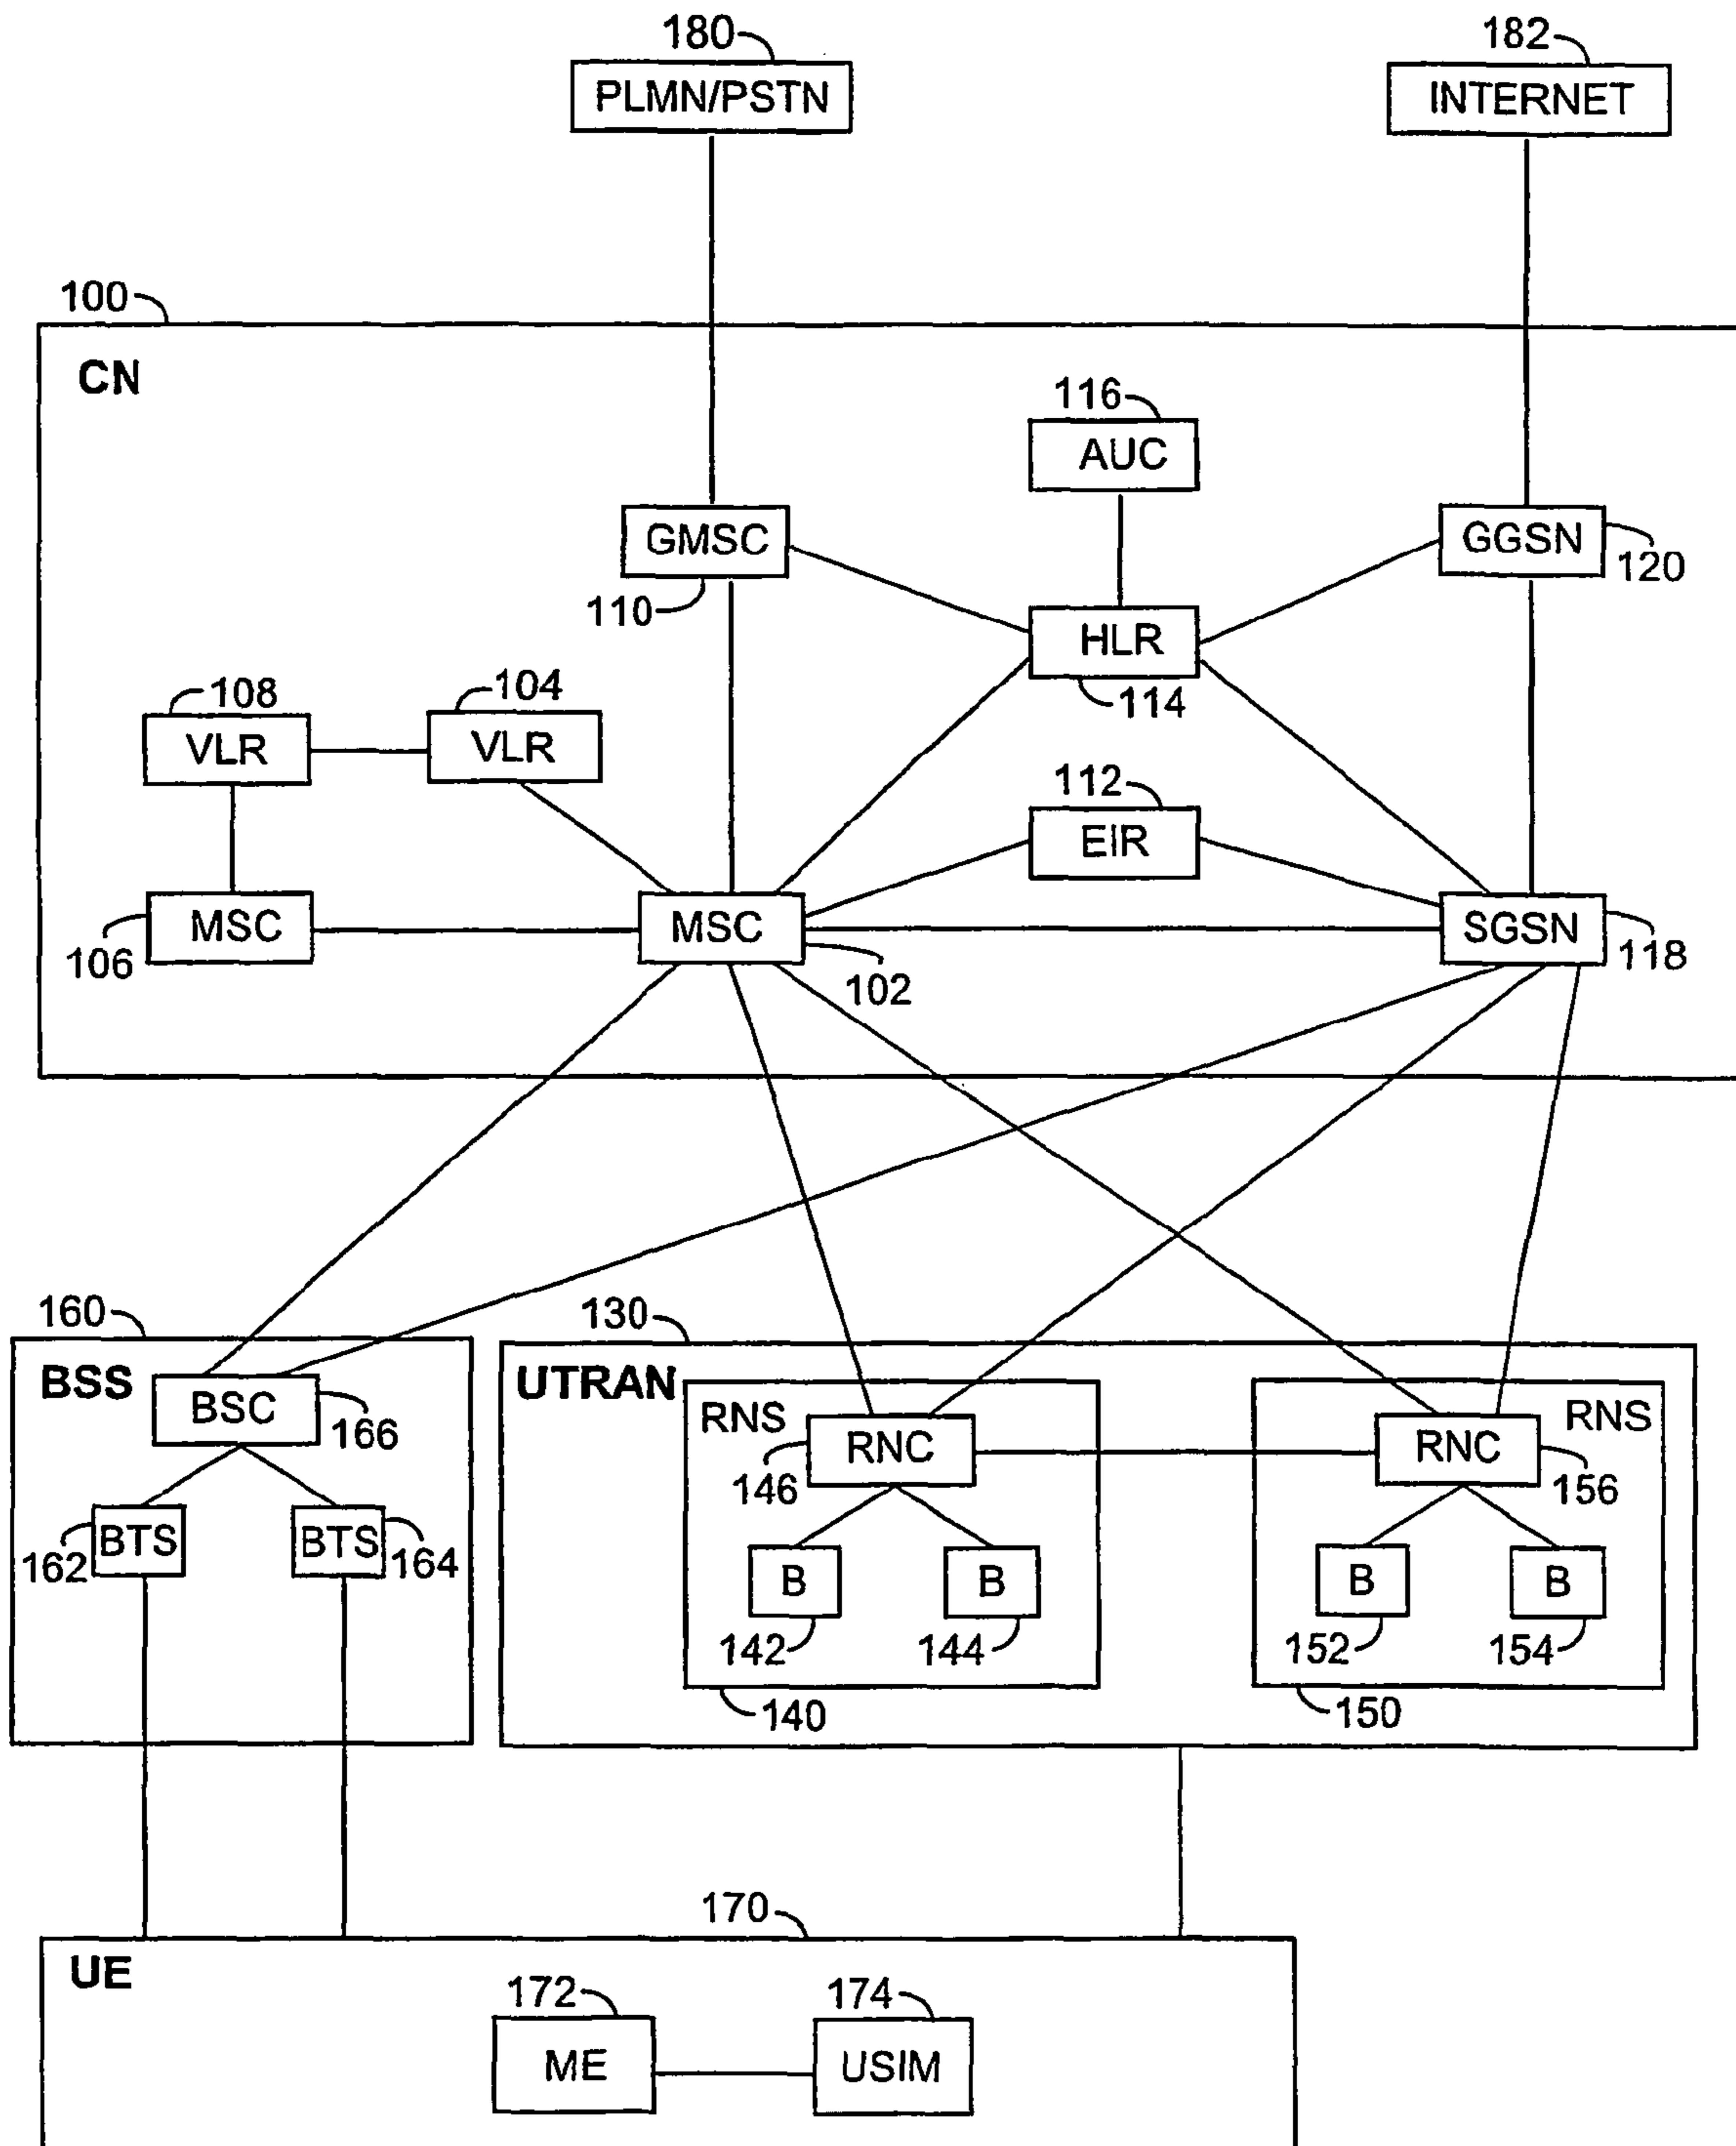 180
182
PLMN/PSTN
INTERNET
100
CN
116
AUC
GMSC
GGSN
110
120
HLR
114
108
104
VLR
VLR
112
EIR
MSC
MSC
SGSN
106
102
118
160
130
BSS
UTRAN
BSC
166
RNS
RNC
146
RNC
RNS
156
162
BTS
BTS
164
B
B
B
B
142
144
152
154
140
150
170
UE
172
174
ME
USIM